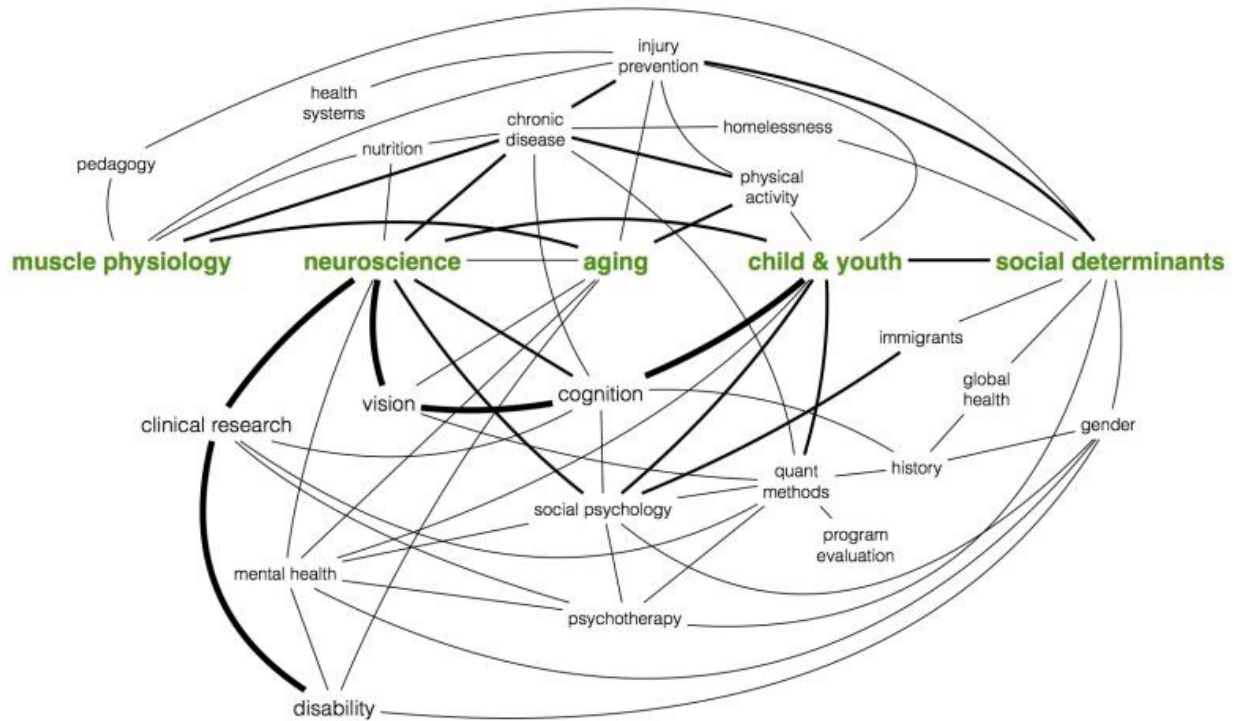 injury
prevention
health
systems
chronic
disease
homelessness
nutrition
pedagogy
physical
activity
muscle physiology
neuroscience
aging
child & youth
social determinants
immigrants
global
health
cognition
vision
clinical research
gender
history
quant
methods
social psychology
program
evaluation
mental health
psychotherapy
disability